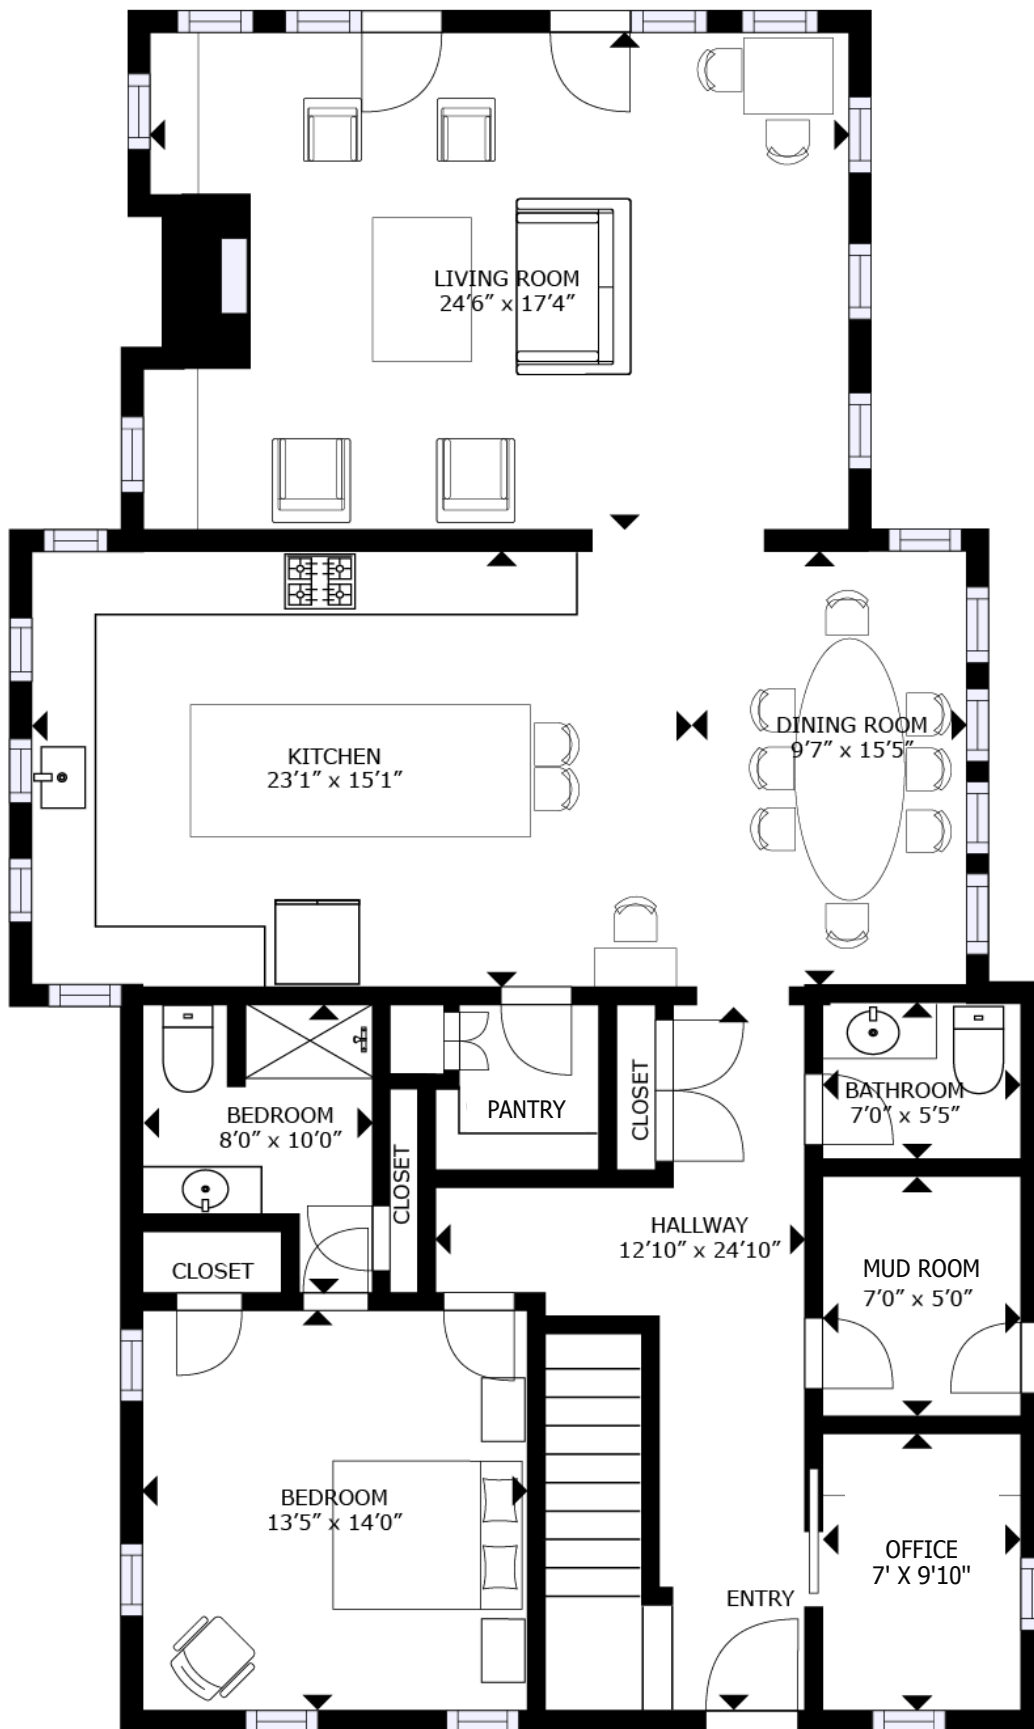 LIVING ROOM
24'6" x 17'4"
KITCHEN
23'1" x 15'1"
DINING ROOM
9'7" x 15'5"
BEDROOM
8'0" x 10'0"
CLOSET
PANTRY
CLOSET
BATHROOM
7'0" x 5'5"
CLOSET
HALLWAY
12'10" x 24'10"
MUD ROOM
7'0" x 5'0"
BEDROOM
13'5" x 14'0"
ENTRY
OFFICE
7' X 9'10"